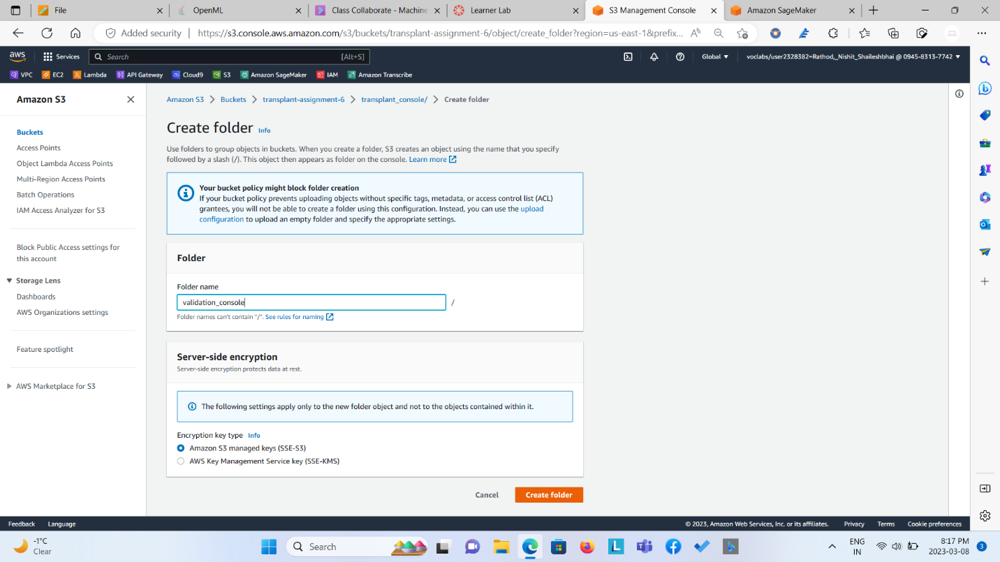 File
OpenML
Class Collaborate - Machine
Learner Lab
S3 Management Console
Amazon SageMaker
Added security
https://s3.console.aws.amazon.com/s3/buckets/transplant-assignment-6/object/create_folder?region=us-east-1&prefix...
aws
Services
Search
[Alt+S]
Global
voclabs/user2328382=Rathod,_Nishit_Shaileshbhai @ 0945-8313-7742
VPC
EC2
Lambda
API Gateway
Cloud9
S3
Amazon SageMaker
IAM
Amazon Transcribe
Amazon S3
Buckets
Access Points
Object Lambda Access Points
Multi-Region Access Points
Batch Operations
IAM Access Analyzer for S3
Block Public Access settings for
this account
Storage Lens
Dashboards
AWS Organizations settings
Feature spotlight
AWS Marketplace for S3
Amazon S3 > Buckets > transplant-assignment-6 > transplant_console/ > Create folder
Create folder Info
Use folders to group objects in buckets. When you create a folder, S3 creates an object using the name that you specify
followed by a slash (/). This object then appears as folder on the console. Learn more
Your bucket policy might block folder creation
If your bucket policy prevents uploading objects without specific tags, metadata, or access control list (ACL)
grantees, you will not be able to create a folder using this configuration. Instead, you can use the upload
configuration to upload an empty folder and specify the appropriate settings.
Folder
Folder name
validation_console /
Folder names can't contain "/". See rules for naming
Server-side encryption
Server-side encryption protects data at rest.
The following settings apply only to the new folder object and not to the objects contained within it.
Encryption key type Info
Amazon S3 managed keys (SSE-S3)
AWS Key Management Service key (SSE-KMS)
Cancel
Create folder
Feedback
Language
© 2023, Amazon Web Services, Inc. or its affiliates.
Privacy
Terms
Cookie preferences
-1°C
Clear
Search
ENG
IN
8:17 PM
2023-03-08
3